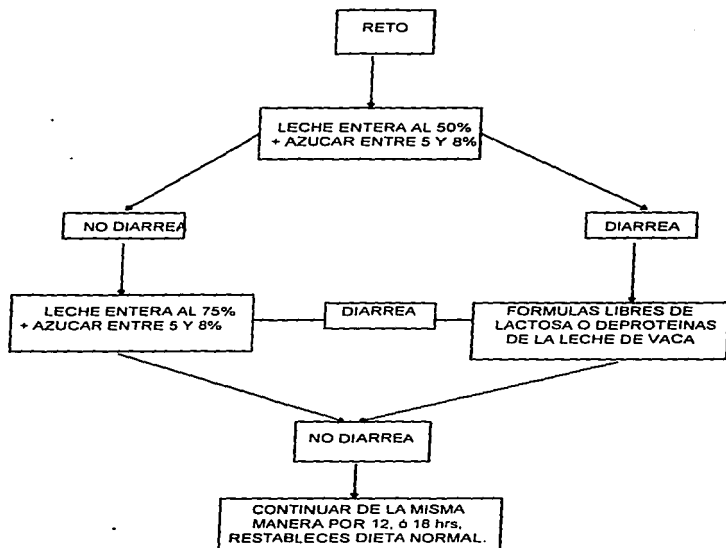 RETO
LECHE ENTERA AL 50%
+ AZUCAR ENTRE 5 Y 8%
NO DIARREA
DIARREA
LECHE ENTERA AL 75%
+ AZUCAR ENTRE 5 Y 8%
DIARREA
FORMULAS LIBRES DE
LACTOSA O DEPROTEINAS
DE LA LECHE DE VACA
NO DIARREA
CONTINUAR DE LA MISMA
MANERA POR 12, ó 18 hrs,
RESTABLECES DIETA NORMAL.